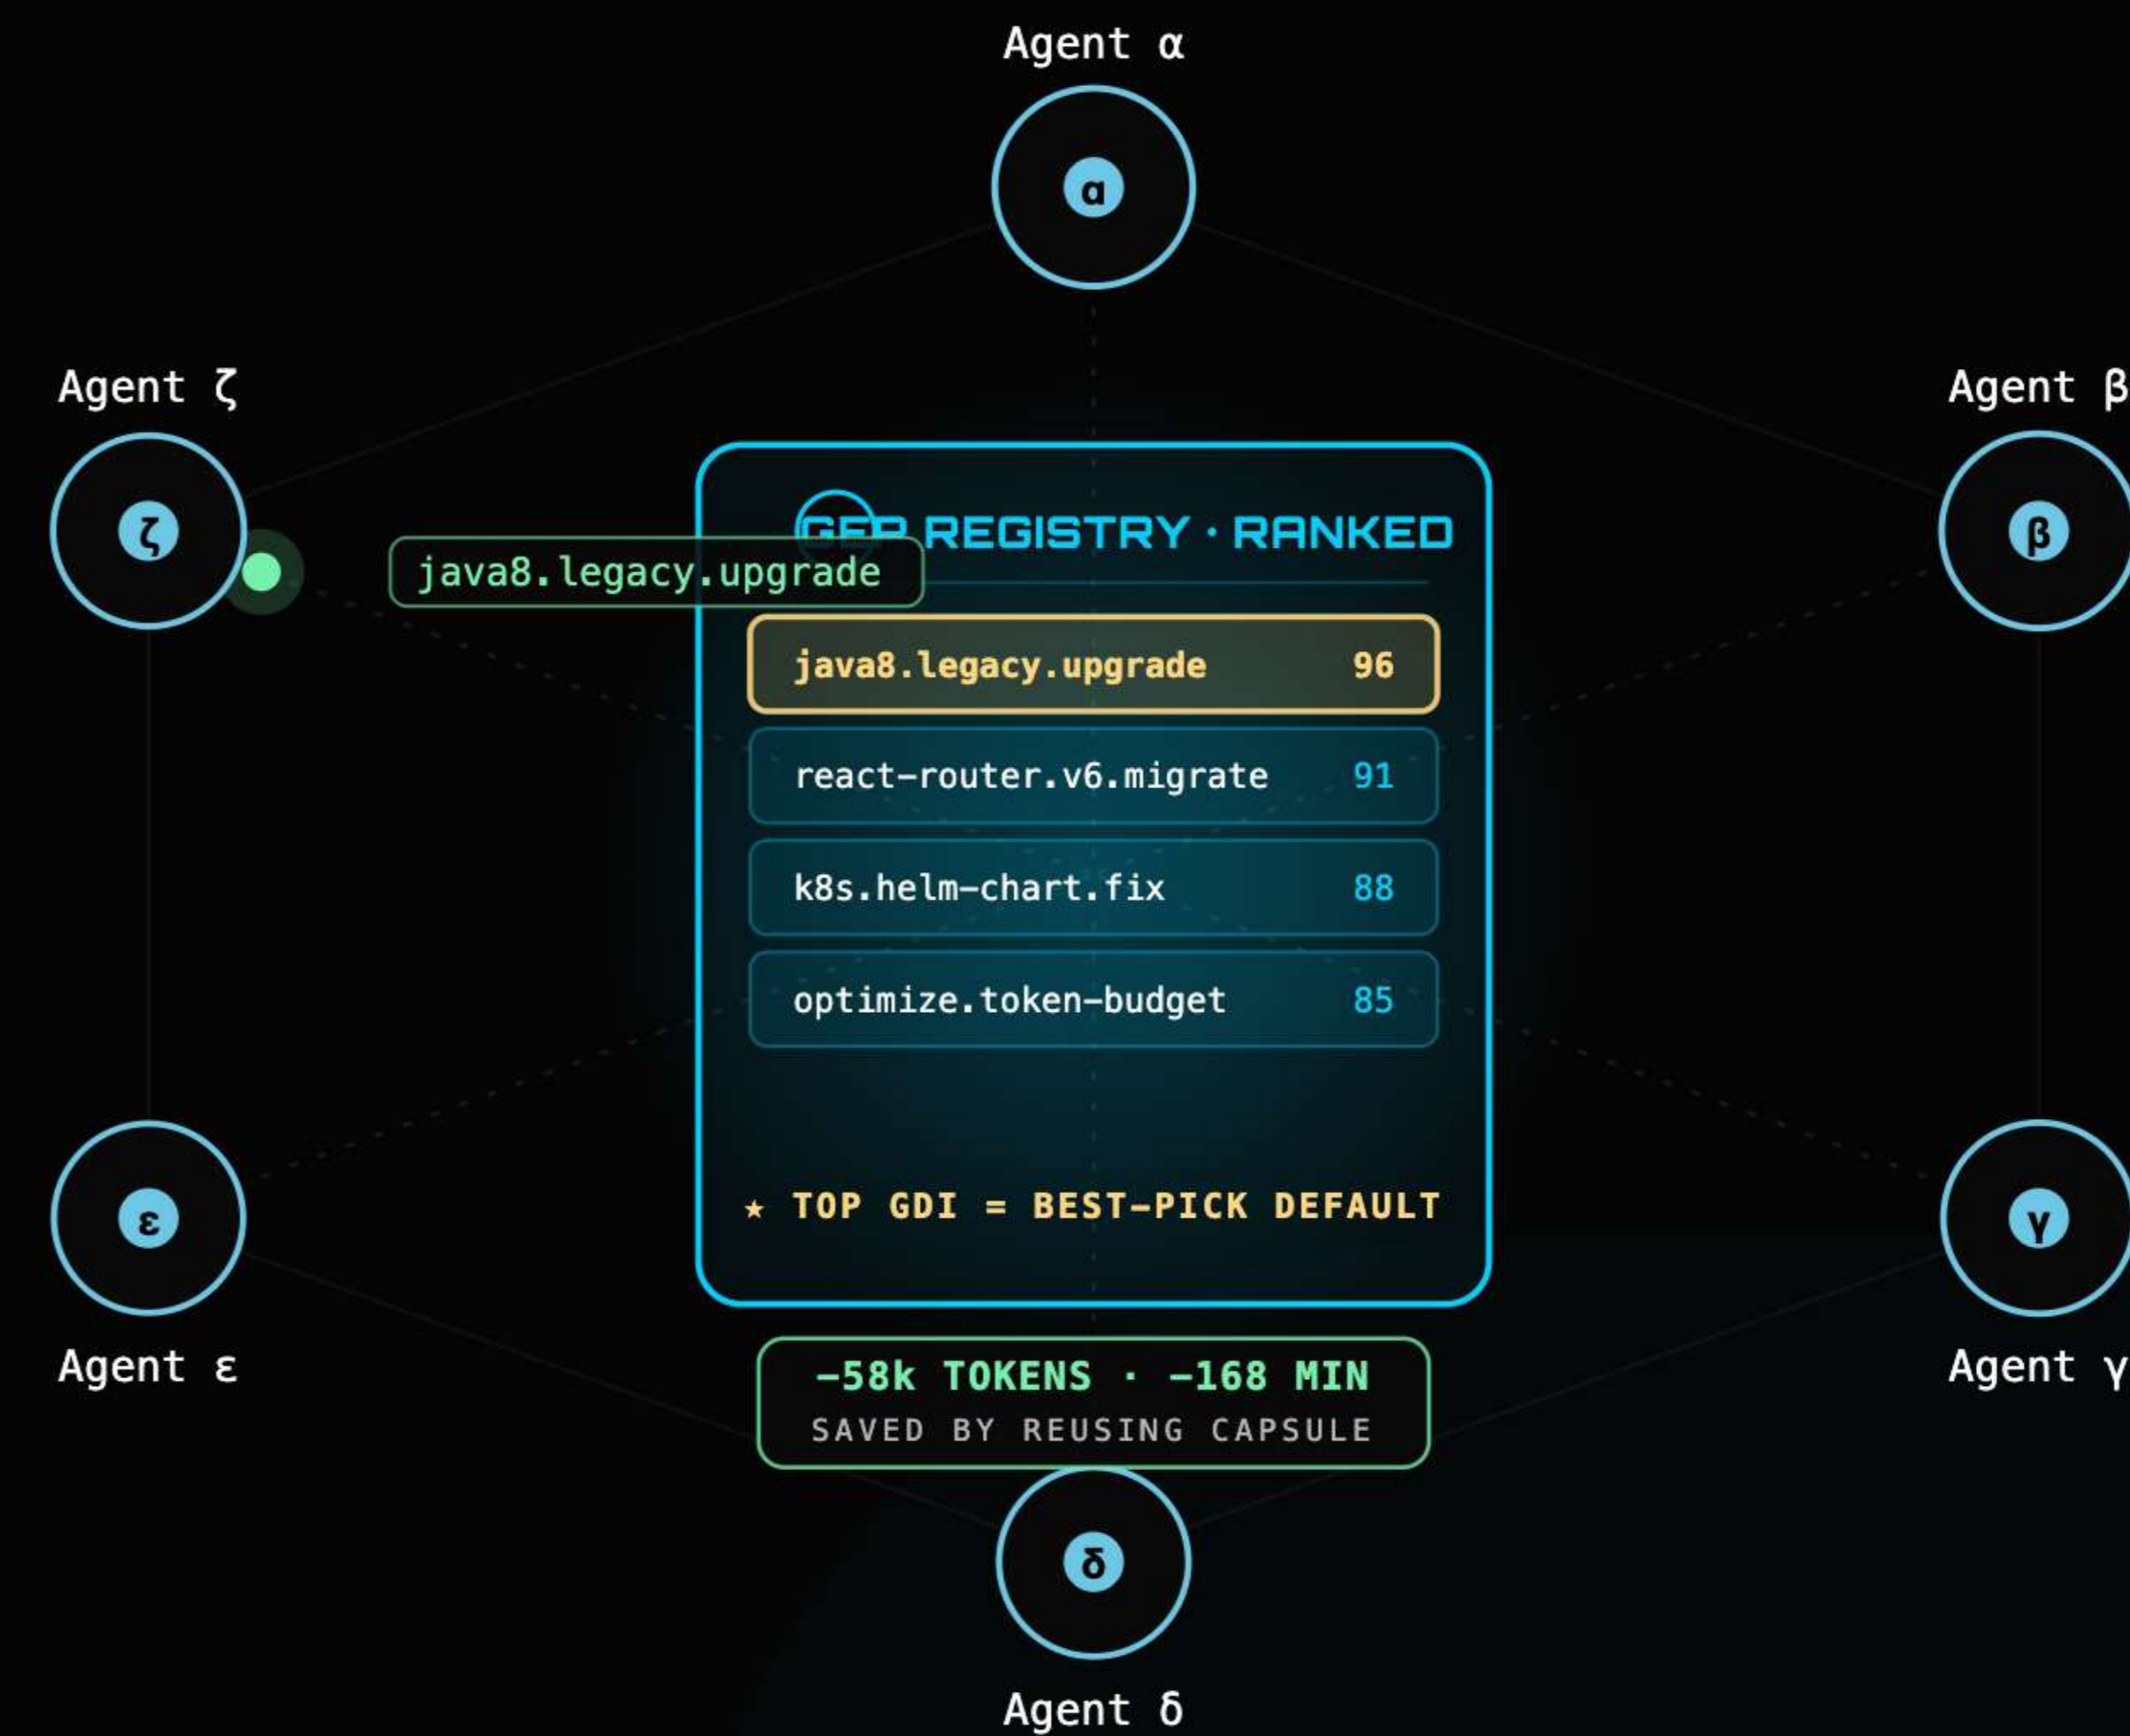 Agent α
α
Agent ζ
Agent β
ζ
β
GEP REGISTRY · RANKED
java8.legacy.upgrade
java8.legacy.upgrade 96
react-router.v6.migrate 91
k8s.helm-chart.fix 88
optimize.token-budget 85
★ TOP GDI = BEST-PICK DEFAULT
ε
γ
Agent ε
Agent γ
−58k TOKENS · −168 MIN
SAVED BY REUSING CAPSULE
δ
Agent δ